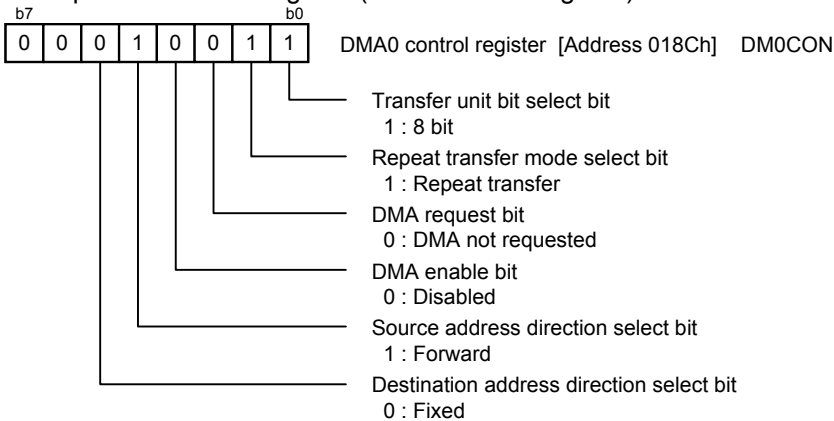 b7 b0
0 0 0 1 0 0 1 1 DMA0 control register [Address 018Ch] DM0CON
Transfer unit bit select bit
1 : 8 bit
Repeat transfer mode select bit
1 : Repeat transfer
DMA request bit
0 : DMA not requested
DMA enable bit
0 : Disabled
Source address direction select bit
1 : Forward
Destination address direction select bit
0 : Fixed